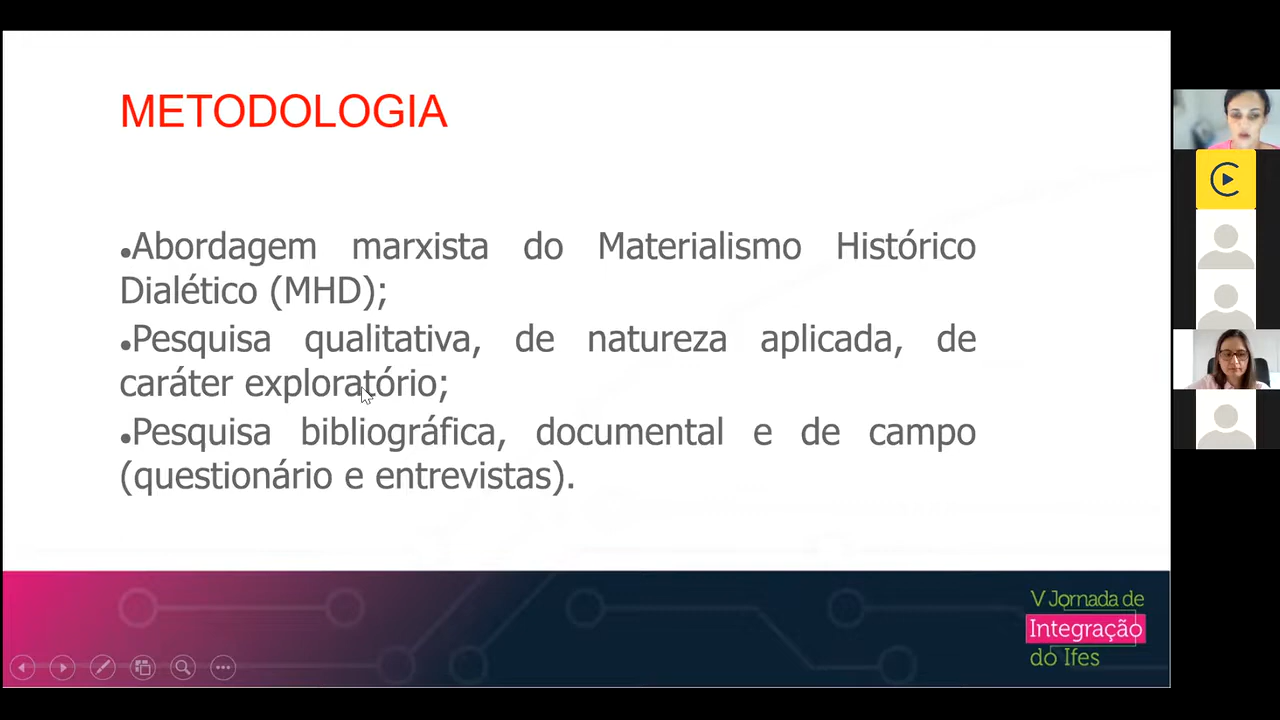 METODOLOGIA
●Abordagem marxista do Materialismo Histórico
Dialético (MHD);
●Pesquisa qualitativa, de natureza aplicada, de
caráter exploratório;
●Pesquisa bibliográfica, documental e de campo
(questionário e entrevistas).
V Jornada de
Integração
do Ifes